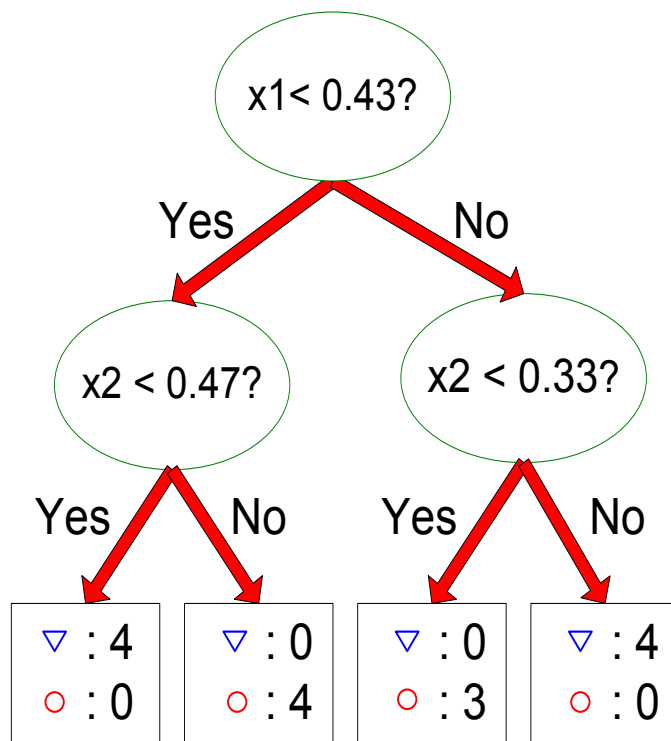 x1< 0.43?
Yes
No
x2 < 0.47?
x2 < 0.33?
Yes
No
Yes
No
: 4
: 0
: 0
: 4
: 0
: 3
: 4
: 0